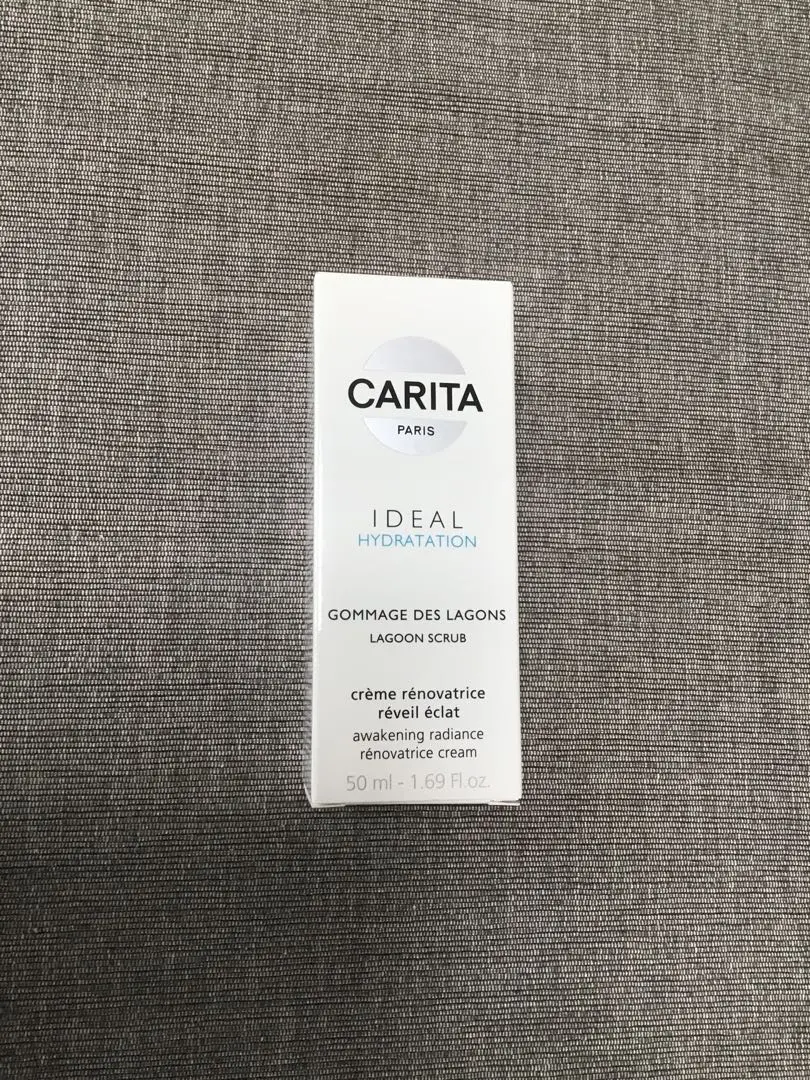 CARITA
PARIS
IDEAL
HYDRATATION
GOMMAGE DES LAGONS
LAGOON SCRUB
crème rénovatrice
réveil éclat
awakening radiance
rénovatrice cream
50 ml - 1.69 Fl.oz.